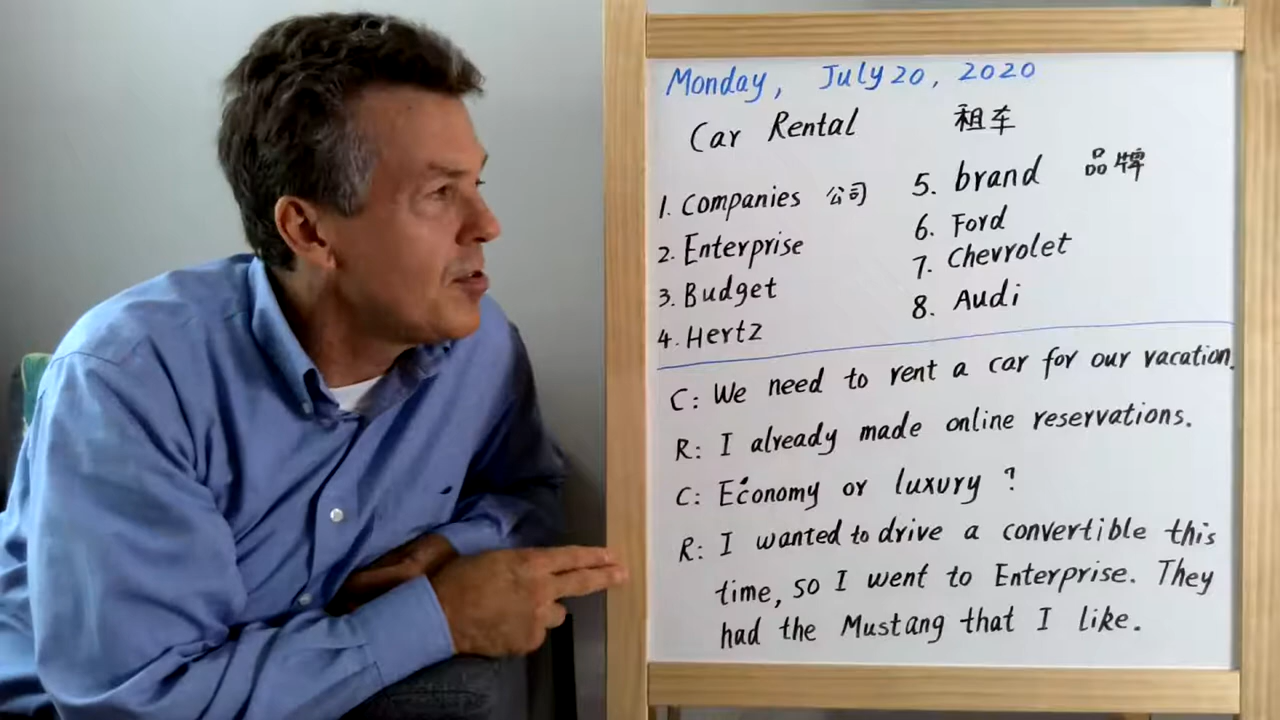 Monday, July 20, 2020
Car Rental 租车
1. Companies 公司
2. Enterprise
3. Budget
4. Hertz
5. brand 品牌
6. Ford
7. Chevrolet
8. Audi
C: We need to rent a car for our vacation.
R: I already made online reservations.
C: Economy or luxury ?
R: I wanted to drive a convertible this
time, so I went to Enterprise. They
had the Mustang that I like.